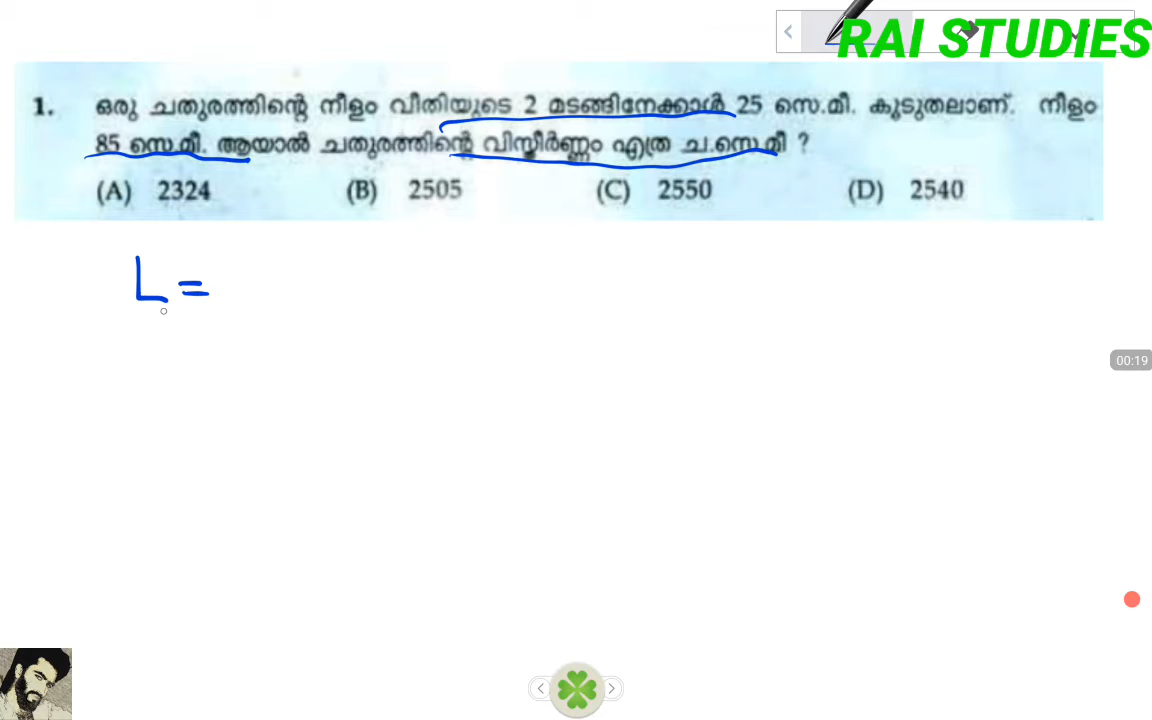 RAI STUDIES
1. ഒരു ചതുരത്തിന്റെ നീളം വീതിയുടെ 2 മടങ്ങിനേക്കാൾ 25 സെ.മീ. കൂടുതലാണ്. നീളം
85 സെ.മീ. ആയാൽ ചതുരത്തിന്റെ വിസ്തീർണ്ണം എത്ര ച.സെ.മീ ?
(A) 2324 (B) 2505 (C) 2550 (D) 2540
L =
00:19